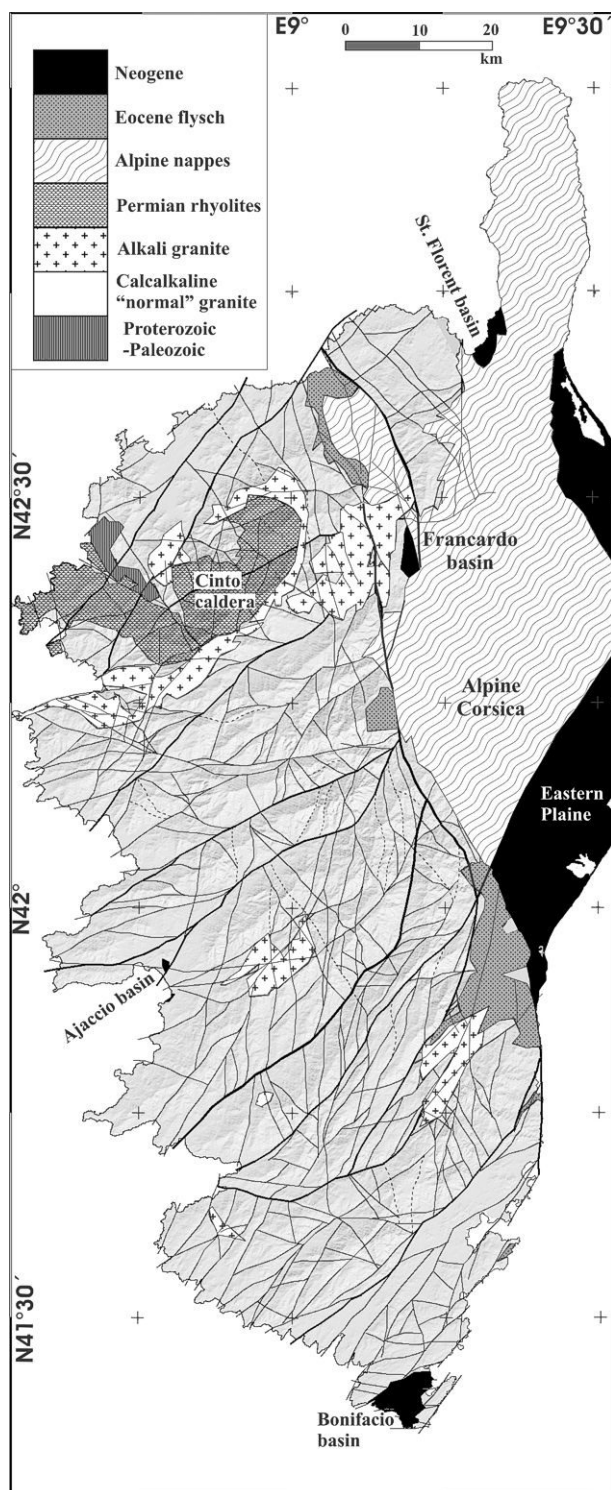 E9°
0 10 20
km
E9°30´
Neogene
Eocene flysch
Alpine nappes
Permian rhyolites
Alkali granite
Calcalkaline
“normal” granite
Proterozoic
-Paleozoic
St. Florent basin
N42°30´
Francardo
basin
Cinto
caldera
Alpine
Corsica
Eastern
Plaine
N42°
Ajaccio basin
N41°30´
Bonifacio
basin